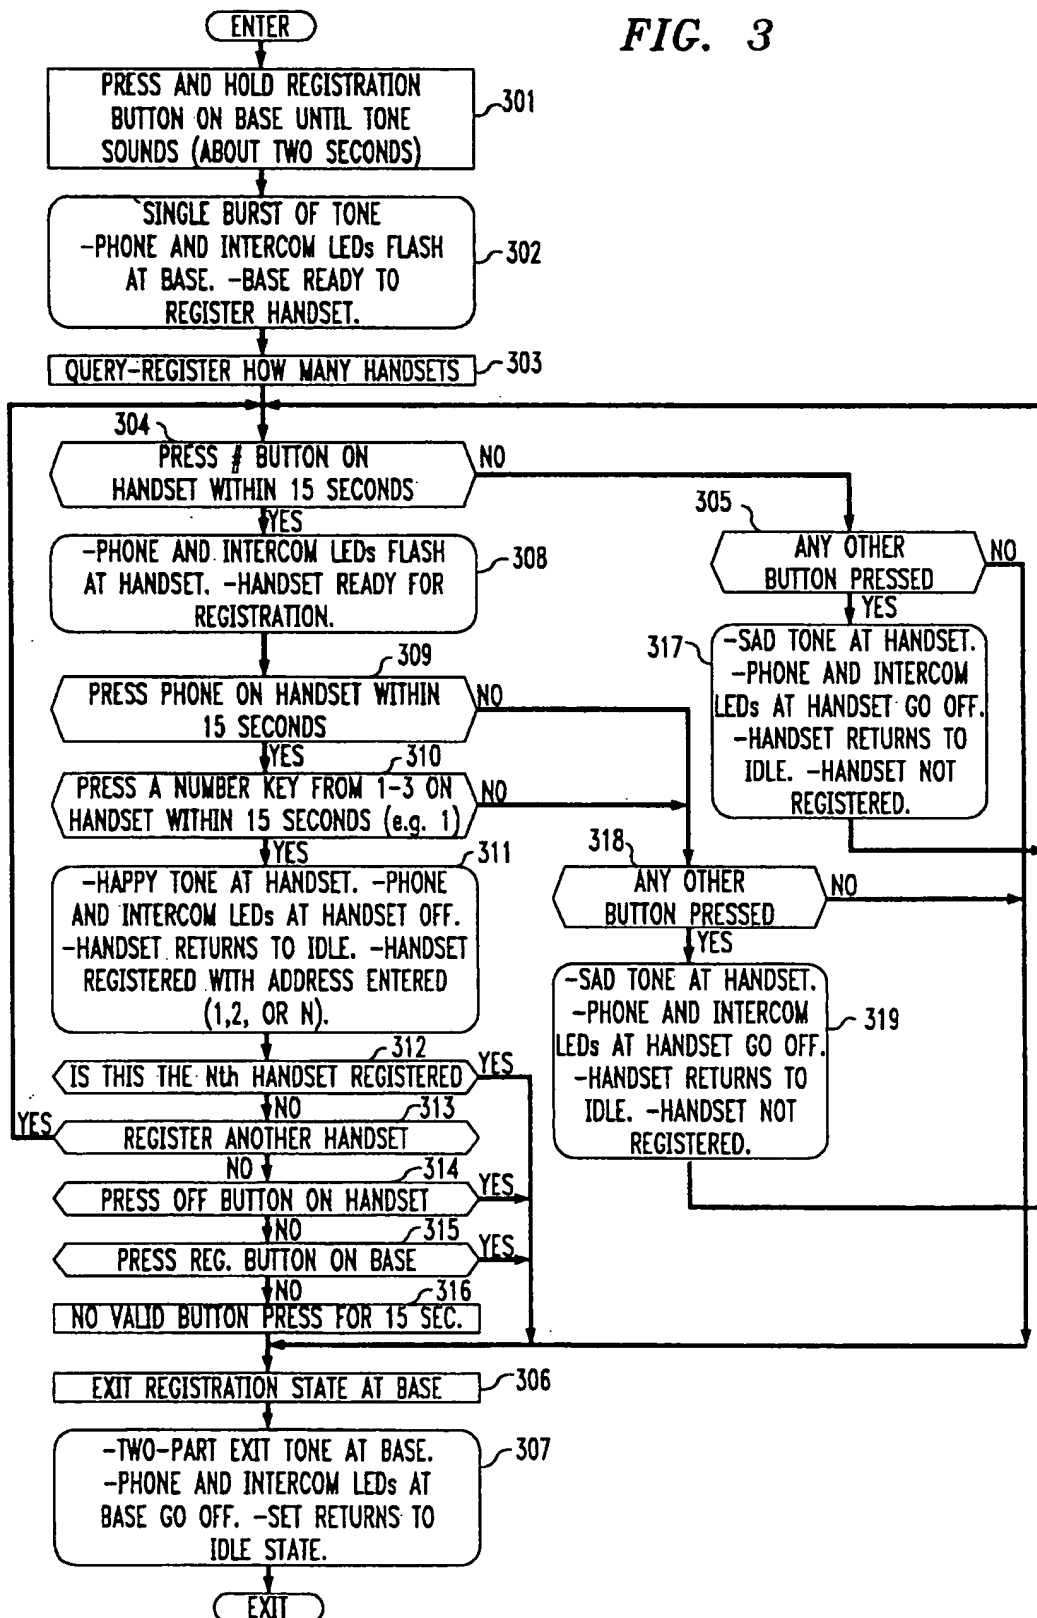 FIG. 3
ENTER
PRESS AND HOLD REGISTRATION
BUTTON ON BASE UNTIL TONE
SOUNDS (ABOUT TWO SECONDS)
301
SINGLE BURST OF TONE
-PHONE AND INTERCOM LEDs FLASH
AT BASE. -BASE READY TO
REGISTER HANDSET.
302
QUERY-REGISTER HOW MANY HANDSETS
303
304
PRESS # BUTTON ON
HANDSET WITHIN 15 SECONDS
NO
YES
305
ANY OTHER
BUTTON PRESSED
NO
YES
-PHONE AND INTERCOM LEDs FLASH
AT HANDSET. -HANDSET READY FOR
REGISTRATION.
308
317
-SAD TONE AT HANDSET.
-PHONE AND INTERCOM
LEDs AT HANDSET GO OFF.
-HANDSET RETURNS TO
IDLE. -HANDSET NOT
REGISTERED.
309
PRESS PHONE ON HANDSET WITHIN
15 SECONDS
NO
YES
310
PRESS A NUMBER KEY FROM 1-3 ON
HANDSET WITHIN 15 SECONDS (e.g. 1)
NO
YES
311
-HAPPY TONE AT HANDSET. -PHONE
AND INTERCOM LEDs AT HANDSET OFF.
-HANDSET RETURNS TO IDLE. -HANDSET
REGISTERED WITH ADDRESS ENTERED
(1,2, OR N).
318
ANY OTHER
BUTTON PRESSED
NO
YES
-SAD TONE AT HANDSET.
-PHONE AND INTERCOM
LEDs AT HANDSET GO OFF.
-HANDSET RETURNS TO
IDLE. -HANDSET NOT
REGISTERED.
319
312
IS THIS THE Nth HANDSET REGISTERED
YES
NO
313
YES
REGISTER ANOTHER HANDSET
NO
314
PRESS OFF BUTTON ON HANDSET
YES
NO
315
PRESS REG. BUTTON ON BASE
YES
NO
316
NO VALID BUTTON PRESS FOR 15 SEC.
EXIT REGISTRATION STATE AT BASE
306
-TWO-PART EXIT TONE AT BASE.
-PHONE AND INTERCOM LEDs AT
BASE GO OFF. -SET RETURNS TO
IDLE STATE.
307
EXIT